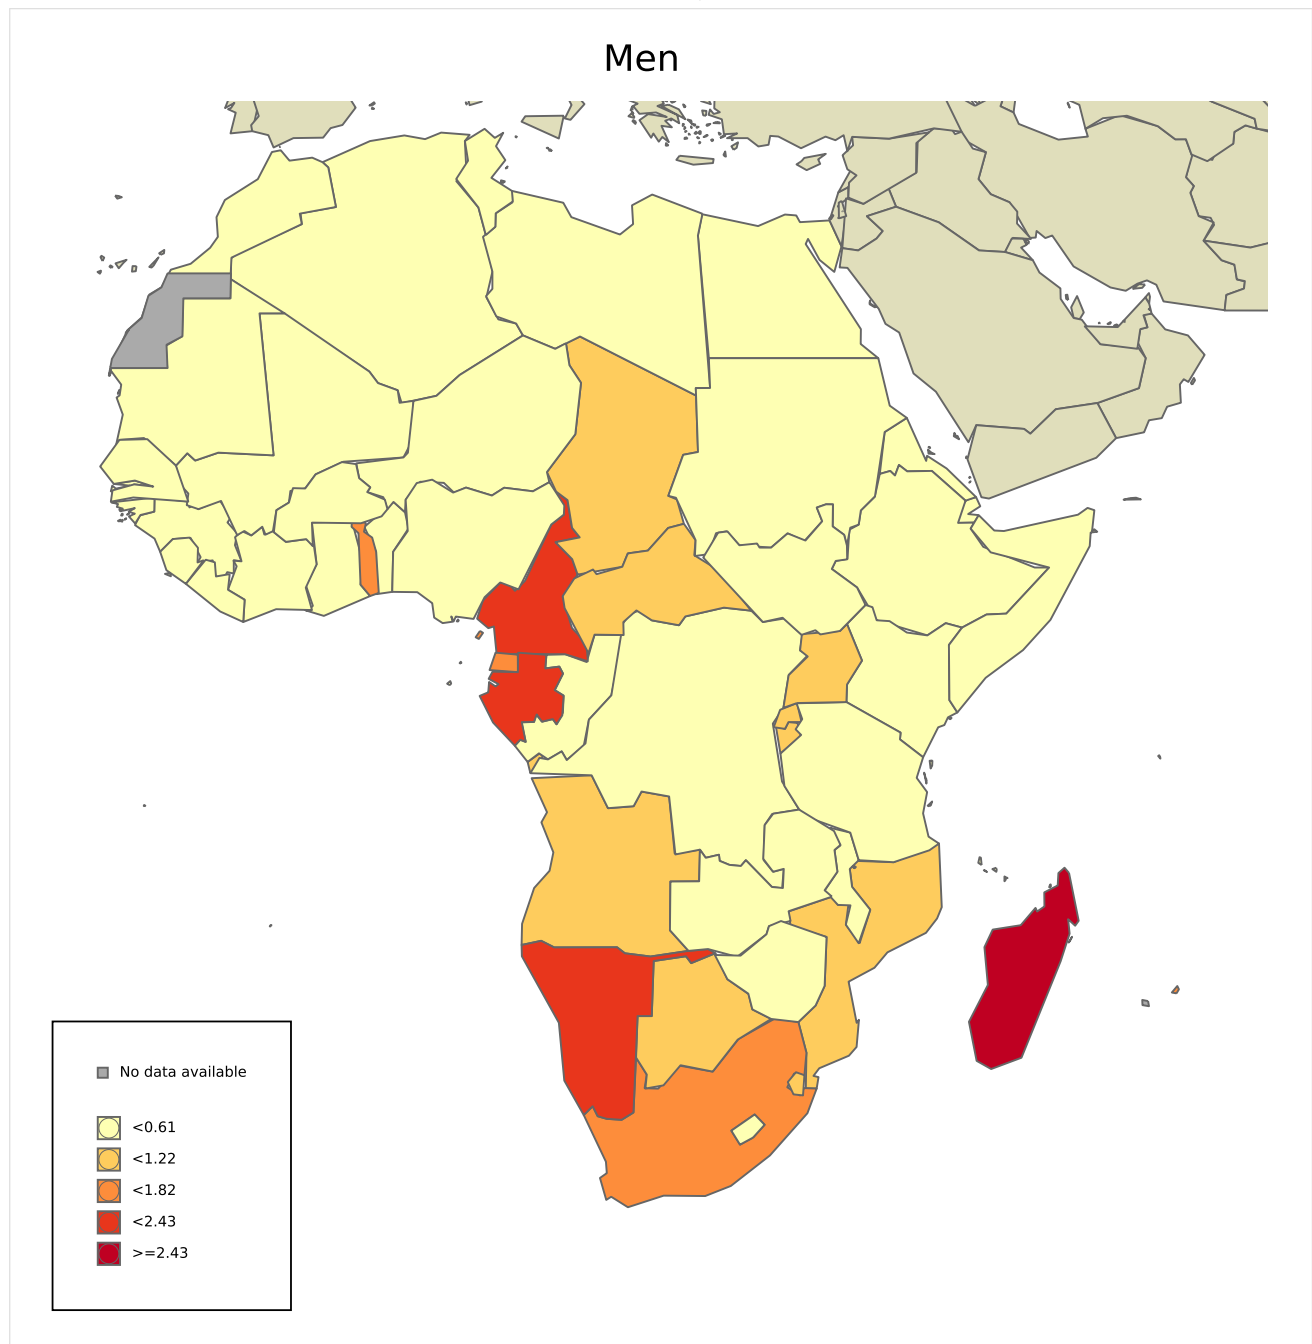 Men
No data available
<0.61
<1.22
<1.82
<2.43
>=2.43